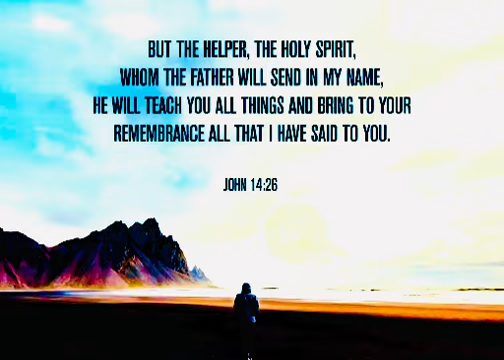 BUT THE HELPER, THE HOLY SPIRIT,
WHOM THE FATHER WILL SEND IN MY NAME,
HE WILL TEACH YOU ALL THINGS AND BRING TO YOUR
REMEMBRANCE ALL THAT I HAVE SAID TO YOU.
JOHN 14:26